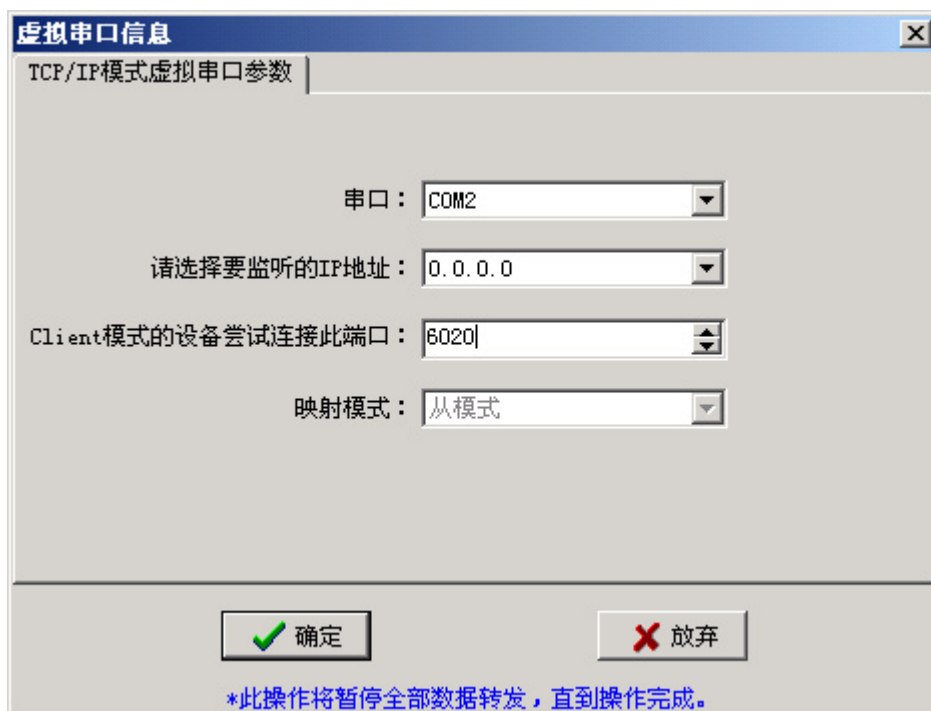 虚拟串口信息
TCP/IP模式虚拟串口参数
串口： COM2
请选择要监听的IP地址： 0.0.0.0
Client模式的设备尝试连接此端口： 6020
映射模式： 从模式
确定 放弃
*此操作将暂停全部数据转发，直到操作完成。